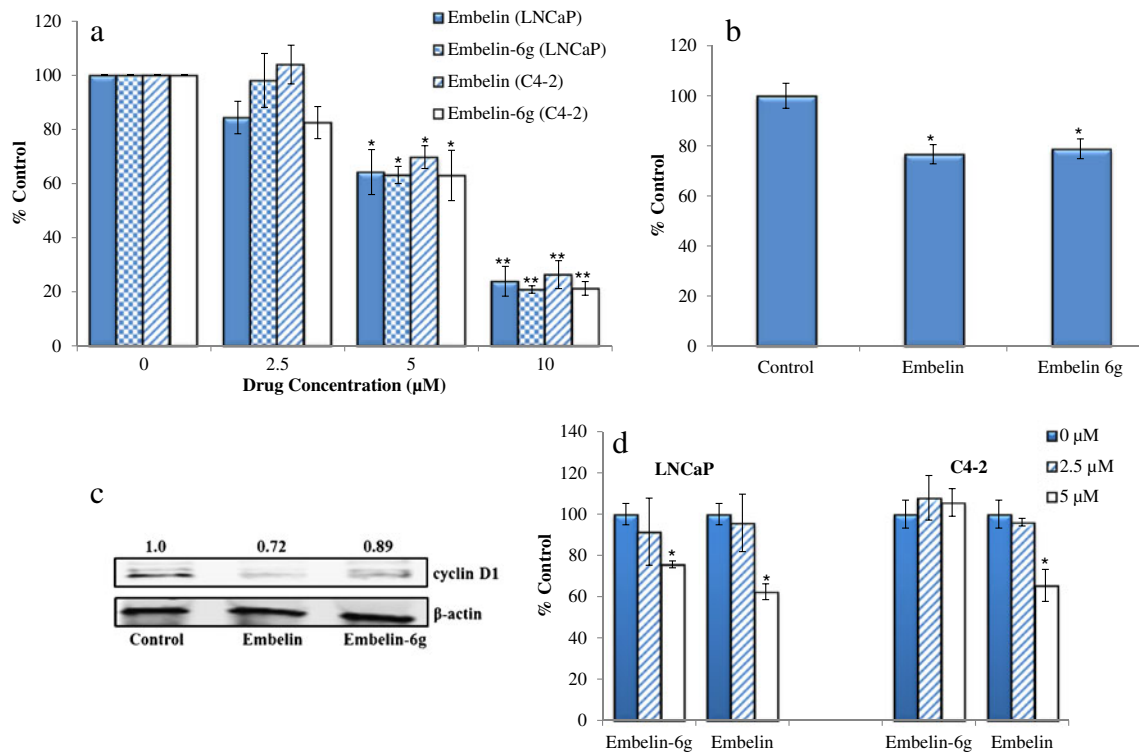 a
120
100
80
60
40
20
0
% Control
Embelin (LNCaP)
Embelin-6g (LNCaP)
Embelin (C4-2)
Embelin-6g (C4-2)
* * * *
** ** ** **
0 2.5 5 10
Drug Concentration (µM)
b
120
100
80
60
40
20
0
% Control
* *
Control Embelin Embelin 6g
c
1.0 0.72 0.89
cyclin D1
β-actin
Control Embelin Embelin-6g
d
140
120
100
80
60
40
20
0
% Control
LNCaP C4-2
0 µM
2.5 µM
5 µM
* * *
Embelin-6g Embelin Embelin-6g Embelin